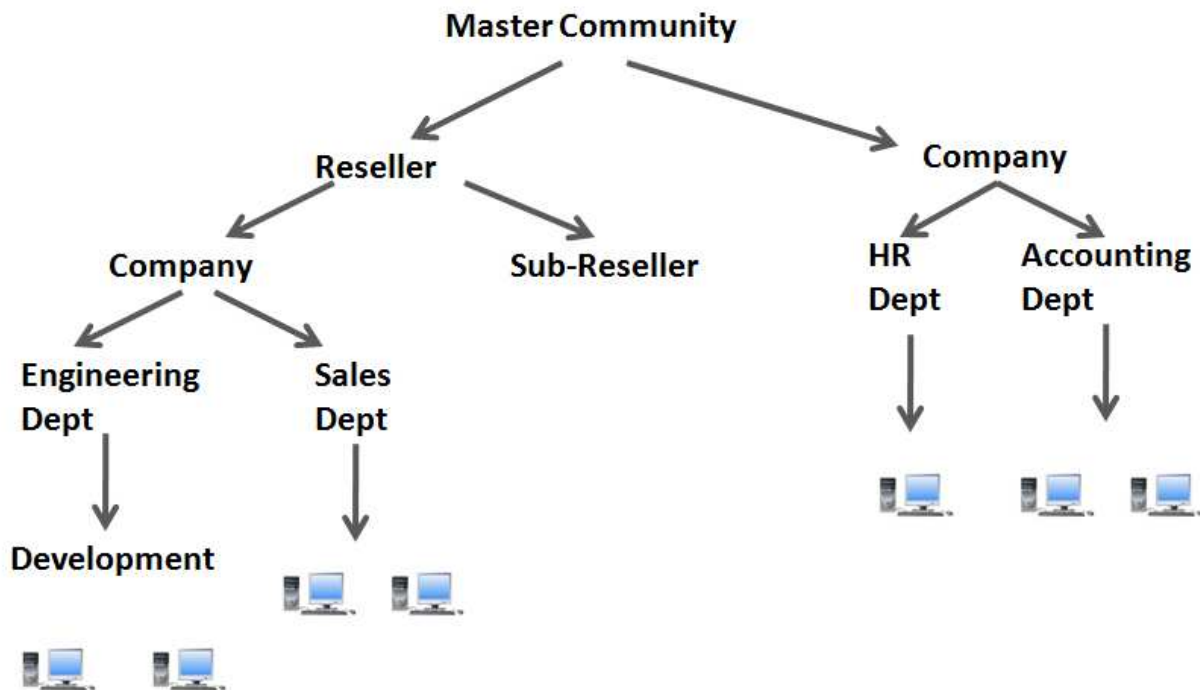 Master Community
Reseller
Company
Company
Sub-Reseller
HR
Dept
Accounting
Dept
Engineering
Dept
Sales
Dept
Development